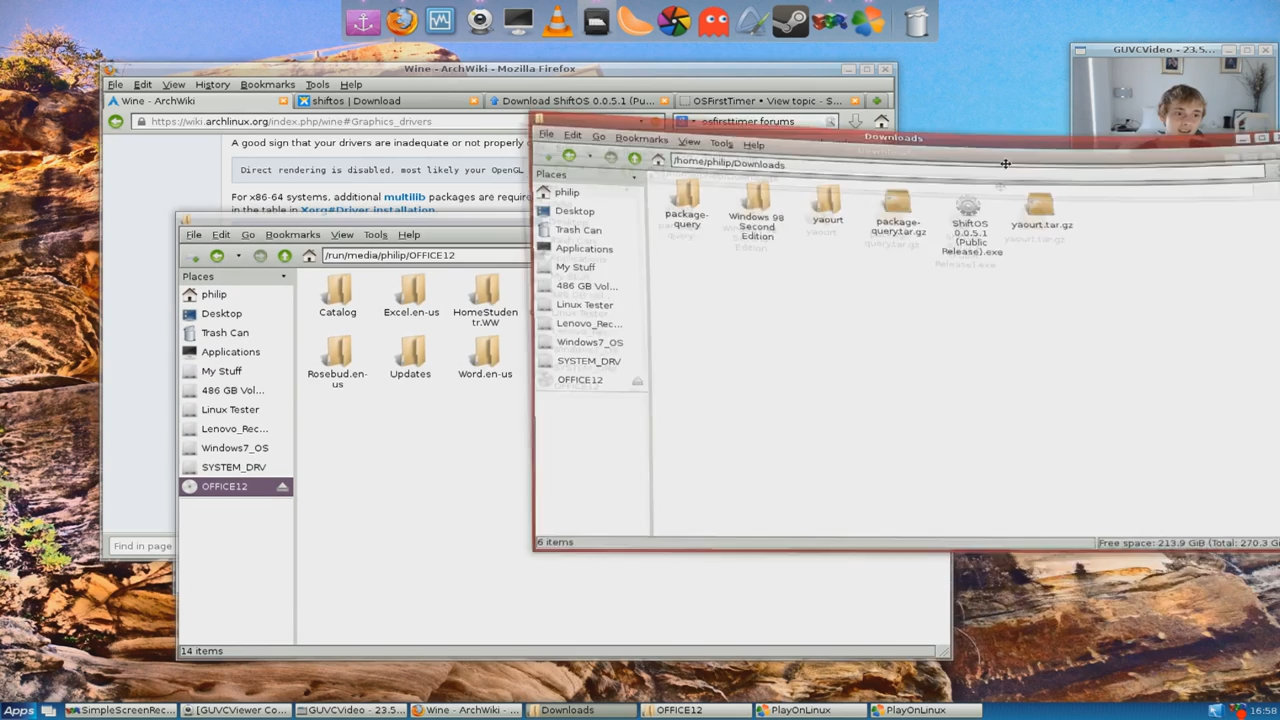 GUVCVideo - 23.5...
Wine - ArchWiki - Mozilla Firefox
File Edit View History Bookmarks Tools Help
Wine - ArchWiki
shiftos | Download
Download ShiftOS 0.0.5.1 (Pu...
OSFirstTimer • View topic - S...
https://wiki.archlinux.org/index.php/wine#Graphics_drivers
osfirsttimer forums
A good sign that your drivers are inadequate or not properly
Direct rendering is disabled, most likely your OpenGL
For x86-64 systems, additional multilib packages are require
in the table in Xorg#Driver installation.
Find in page
Downloads
File Edit Go Bookmarks View Tools Help
/home/philip/Downloads
Places
philip
Desktop
Trash Can
Applications
My Stuff
486 GB Vol...
Linux Tester
Lenovo_Rec...
Windows7_OS
SYSTEM_DRV
OFFICE12
package-
query
Windows 98
Second
Edition
yaourt
package-
query.tar.gz
ShiftOS
0.0.5.1
(Public
Release).exe
yaourt.tar.gz
6 items
Free space: 213.9 GiB (Total: 270.3 G
File Edit Go Bookmarks View Tools Help
/run/media/philip/OFFICE12
Places
philip
Desktop
Trash Can
Applications
My Stuff
486 GB Vol...
Linux Tester
Lenovo_Rec...
Windows7_OS
SYSTEM_DRV
OFFICE12
Catalog
Excel.en-us
HomeStuden
tr.WW
Rosebud.en-
us
Updates
Word.en-us
14 items
Apps
SimpleScreenRec...
[GUVCViewer Co...
GUVCVideo - 23.5...
Wine - ArchWiki - ...
Downloads
OFFICE12
PlayOnLinux
PlayOnLinux
16:58